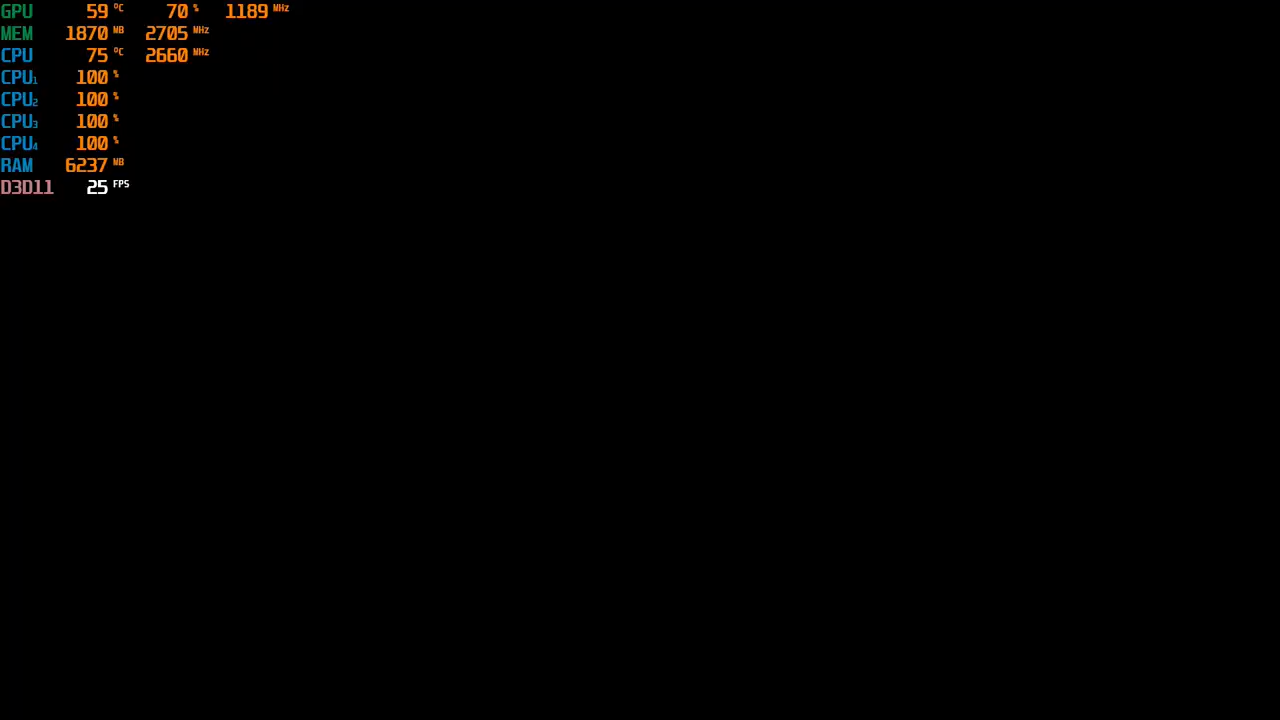 GPU 59 °C 70 % 1189 MHz
MEM 1870 MB 2705 MHz
CPU 75 °C 2660 MHz
CPU1 100 %
CPU2 100 %
CPU3 100 %
CPU4 100 %
RAM 6237 MB
D3D11 25 FPS